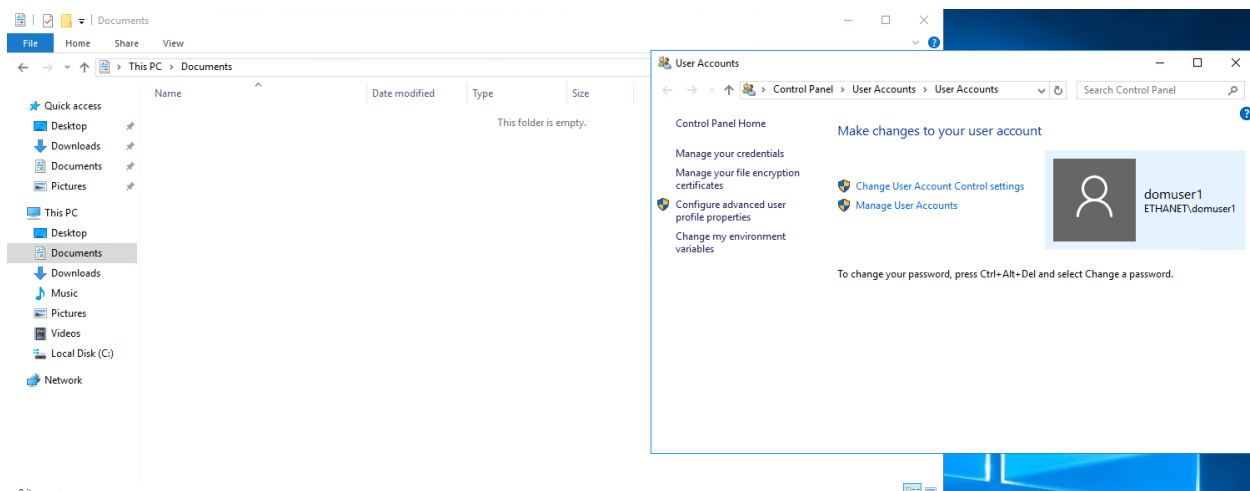 Documents
File Home Share View
This PC > Documents
Name Date modified Type Size
This folder is empty.
Quick access
Desktop
Downloads
Documents
Pictures
This PC
Desktop
Documents
Downloads
Music
Pictures
Videos
Local Disk (C:)
Network
User Accounts
Control Panel > User Accounts > User Accounts
Search Control Panel
Control Panel Home
Manage your credentials
Manage your file encryption
certificates
Configure advanced user
profile properties
Change my environment
variables
Make changes to your user account
Change User Account Control settings
Manage User Accounts
domuser1
ETHANET\domuser1
To change your password, press Ctrl+Alt+Del and select Change a password.